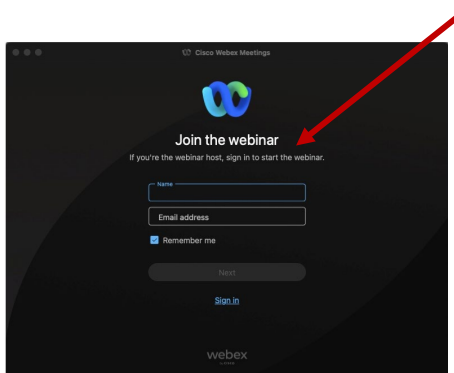 Cisco Webex Meetings
Join the webinar
If you're the webinar host, sign in to start the webinar.
Name
Email address
Remember me
Next
Sign in
webex